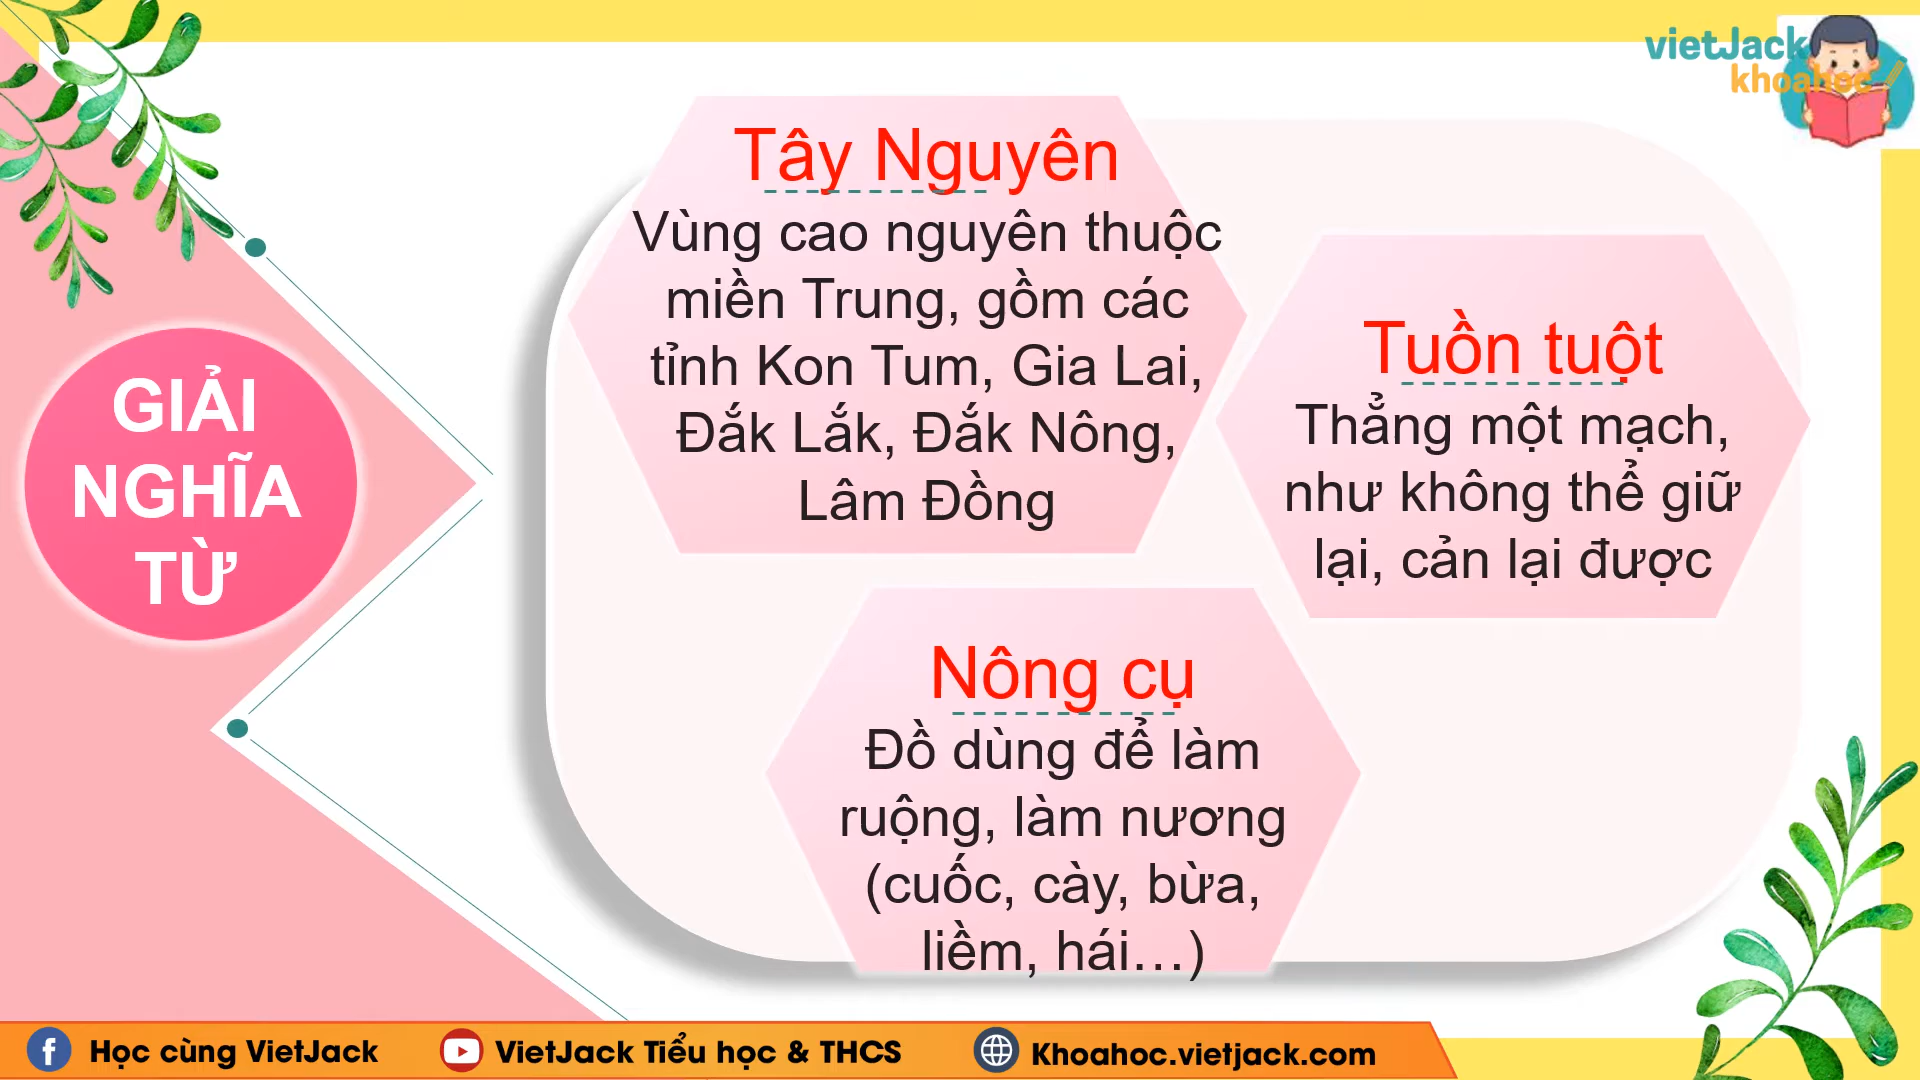 vietJack
khoahoc
GIẢI
NGHĨA
TỪ
Tây Nguyên
Vùng cao nguyên thuộc
miền Trung, gồm các
tỉnh Kon Tum, Gia Lai,
Đắk Lắk, Đắk Nông,
Lâm Đồng
Tuồn tuột
Thẳng một mạch,
như không thể giữ
lại, cản lại được
Nông cụ
Đồ dùng để làm
ruộng, làm nương
(cuốc, cày, bừa,
liềm, hái…)
Học cùng VietJack
VietJack Tiểu học & THCS
Khoahoc.vietjack.com